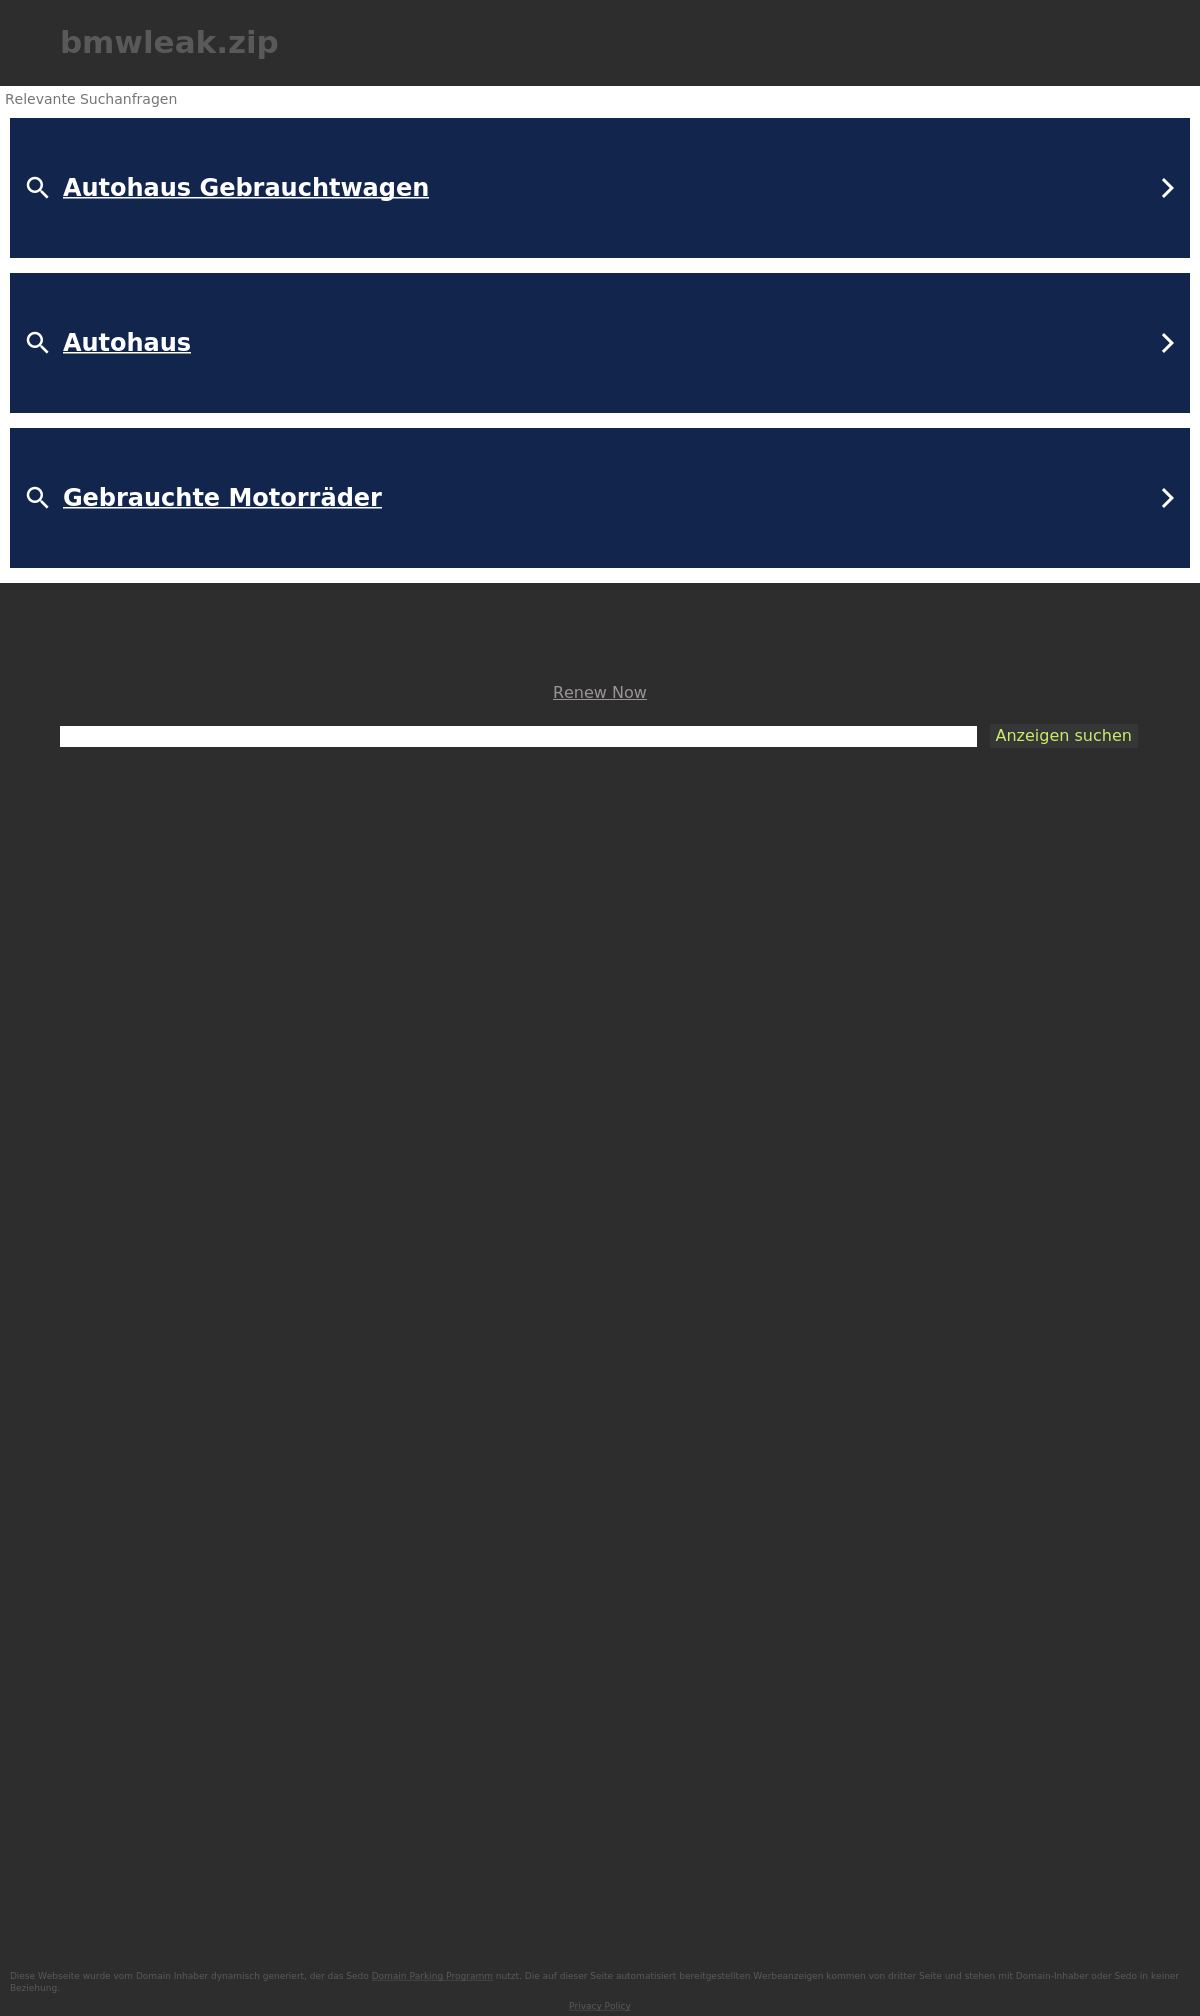 bmwleak.zip
Relevante Suchanfragen
Autohaus Gebrauchtwagen
Autohaus
Gebrauchte Motorräder
Renew Now
Anzeigen suchen
Diese Webseite wurde vom Domain Inhaber dynamisch generiert, der das Sedo Domain Parking Programm nutzt. Die auf dieser Seite automatisiert bereitgestellten Werbeanzeigen kommen von dritter Seite und stehen mit Domain-Inhaber oder Sedo in keiner
Beziehung.
Privacy Policy